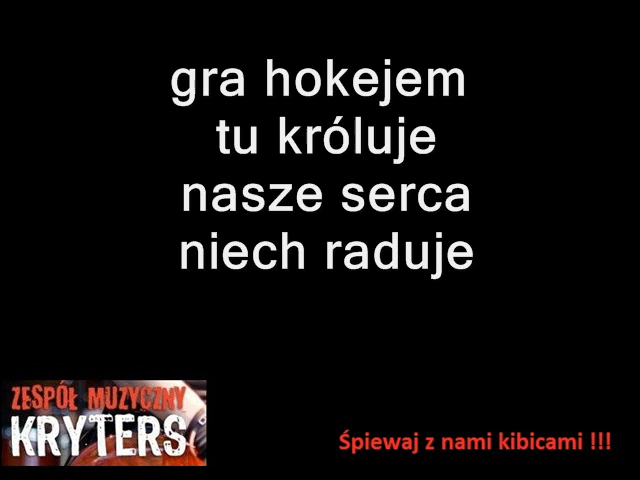 gra hokejem
tu króluje
nasze serca
niech raduje
ZESPÓŁ MUZYCZNY
KRYTERS
Śpiewaj z nami kibicami !!!